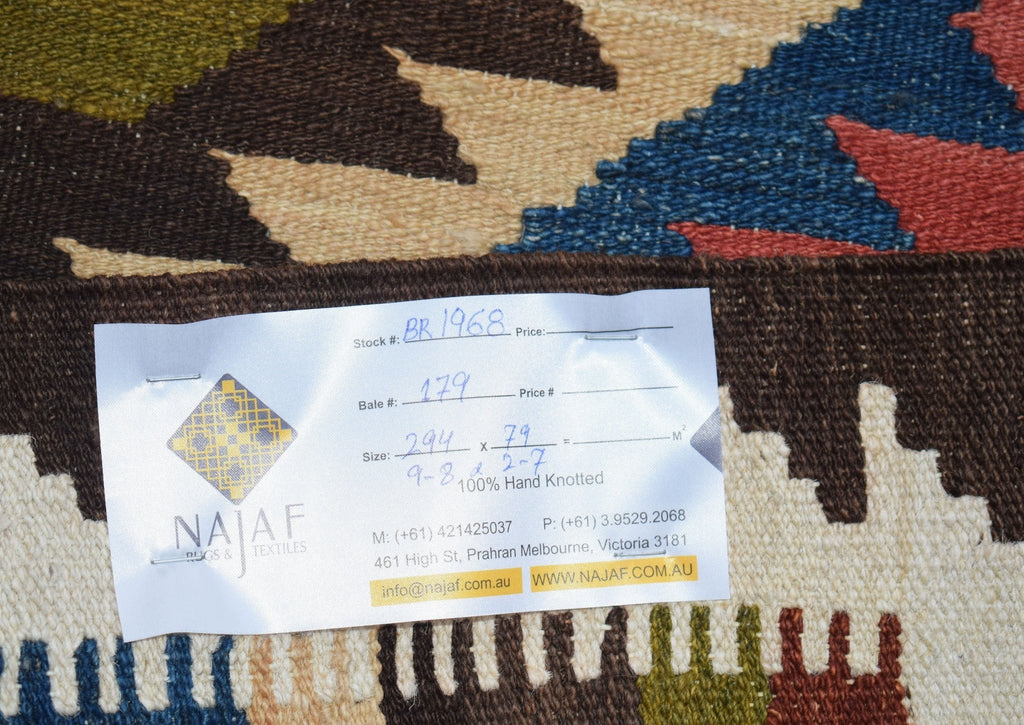 Stock #: BR 1968 Price:
Bale #: 179 Price #
Size: 294 x 79 = M²
9-8 x 2-7
100% Hand Knotted
NAJAF
RUGS & TEXTILES
M: (+61) 421425037 P: (+61) 3.9529.2068
461 High St, Prahran Melbourne, Victoria 3181
info@najaf.com.au WWW.NAJAF.COM.AU